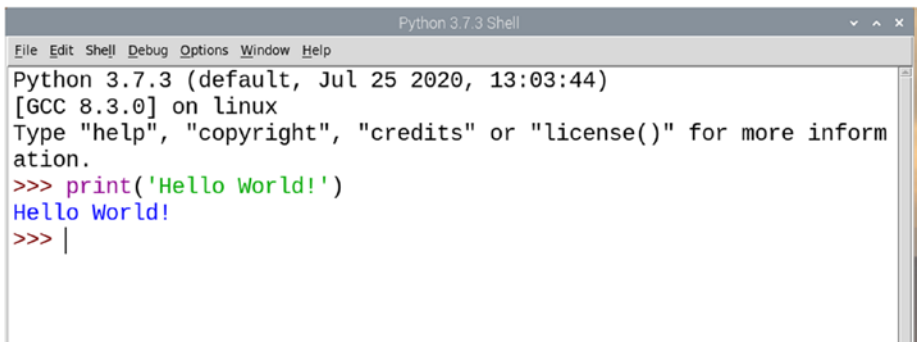 Python 3.7.3 Shell
File Edit Shell Debug Options Window Help
Python 3.7.3 (default, Jul 25 2020, 13:03:44)
[GCC 8.3.0] on linux
Type "help", "copyright", "credits" or "license()" for more inform
ation.
>>> print('Hello World!')
Hello World!
>>>